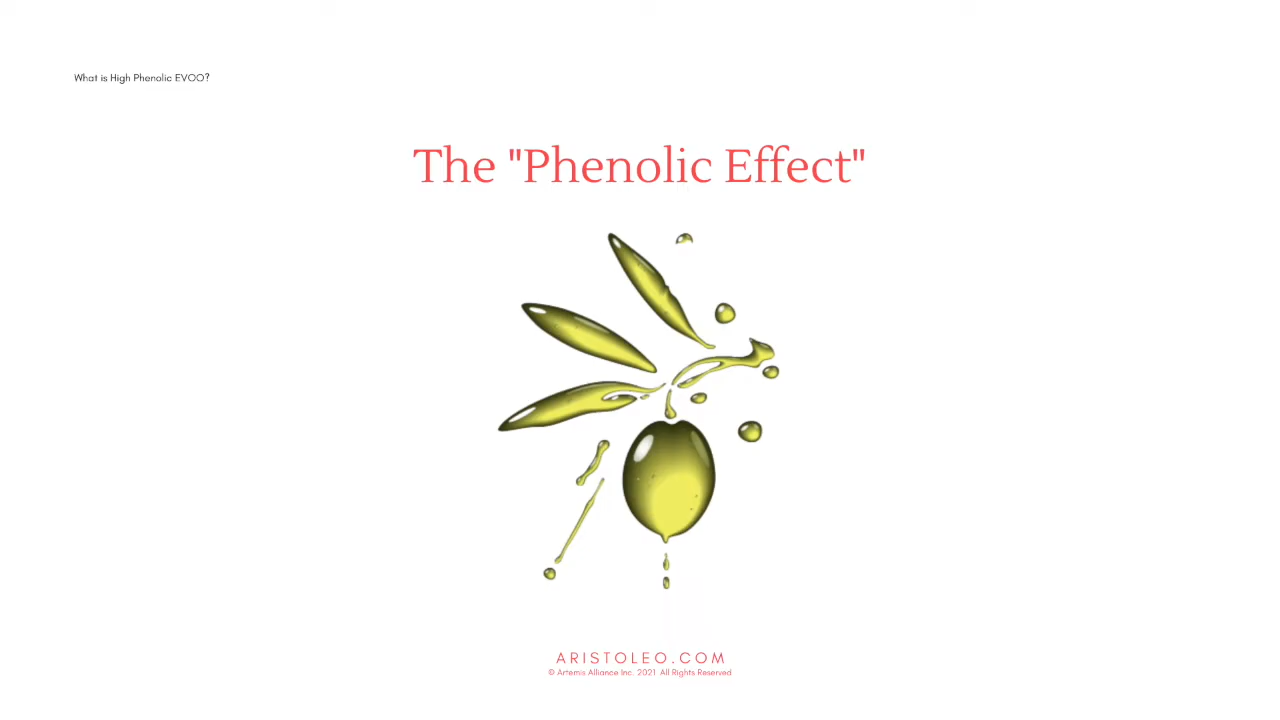 What is High Phenolic EVOO?
The "Phenolic Effect"
ARISTOLEO.COM
© Artemis Alliance Inc. 2021 All Rights Reserved